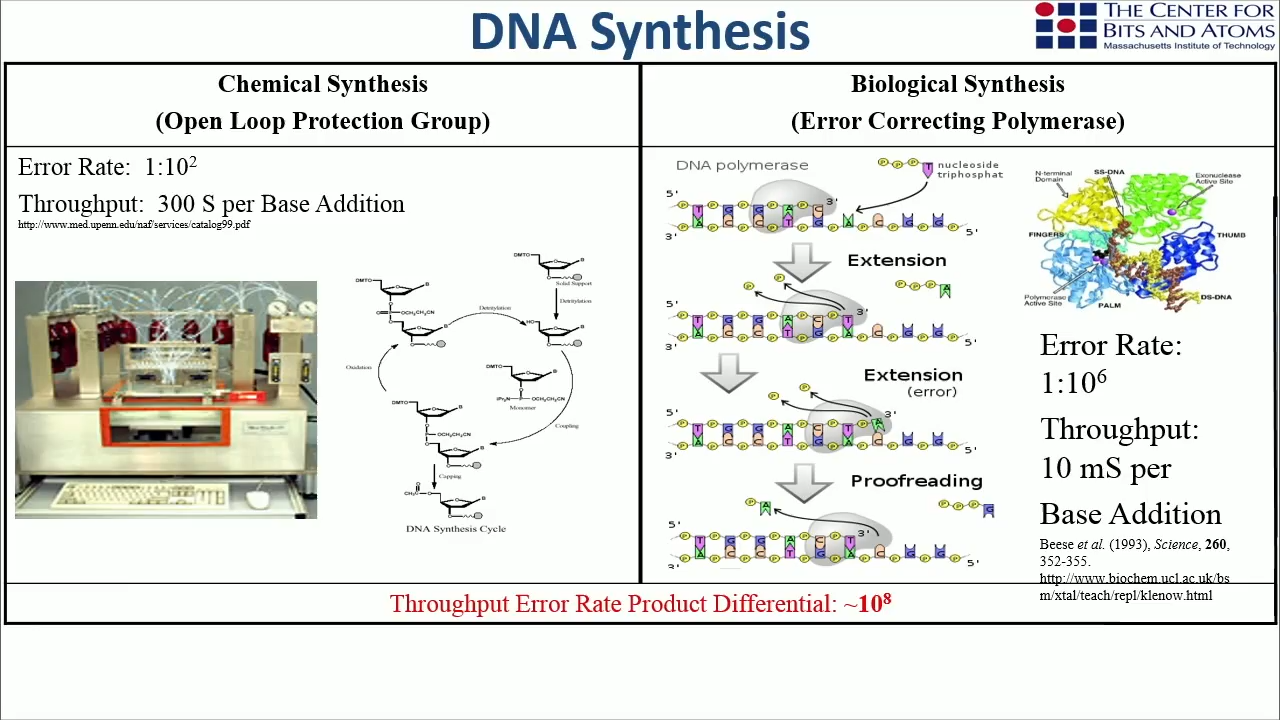 DNA Synthesis
THE CENTER FOR
BITS AND ATOMS
Massachusetts Institute of Technology
Chemical Synthesis
(Open Loop Protection Group)
Error Rate: 1:10²
Throughput: 300 S per Base Addition
http://www.med.upenn.edu/naf/services/catalog99.pdf
DMTO
B
Solid Support
Detritylation
DMTO
B
OCH₂CH₂CN
Detritylation
HO
B
B
Oxidation
DMTO
B
iPr₂N
OCH₂CH₂CN
Monomer
Coupling
DMTO
B
OCH₂CH₂CN
B
Capping
B
DNA Synthesis Cycle
Biological Synthesis
(Error Correcting Polymerase)
DNA polymerase
P P P T nucleoside
triphosphat
5'
3'
3'
5'
Extension
5'
3'
3'
5'
Extension
(error)
5'
3'
3'
5'
Proofreading
5'
3'
3'
5'
N-terminal
Domain
SS-DNA
Exonuclease
Active Site
FINGERS
THUMB
Polymerase
Active Site
PALM
DS-DNA
Error Rate:
1:10⁶
Throughput:
10 mS per
Base Addition
Beese et al. (1993), Science, 260,
352-355.
http://www.biochem.ucl.ac.uk/bs
m/xtal/teach/repl/klenow.html
Throughput Error Rate Product Differential: ~10⁸